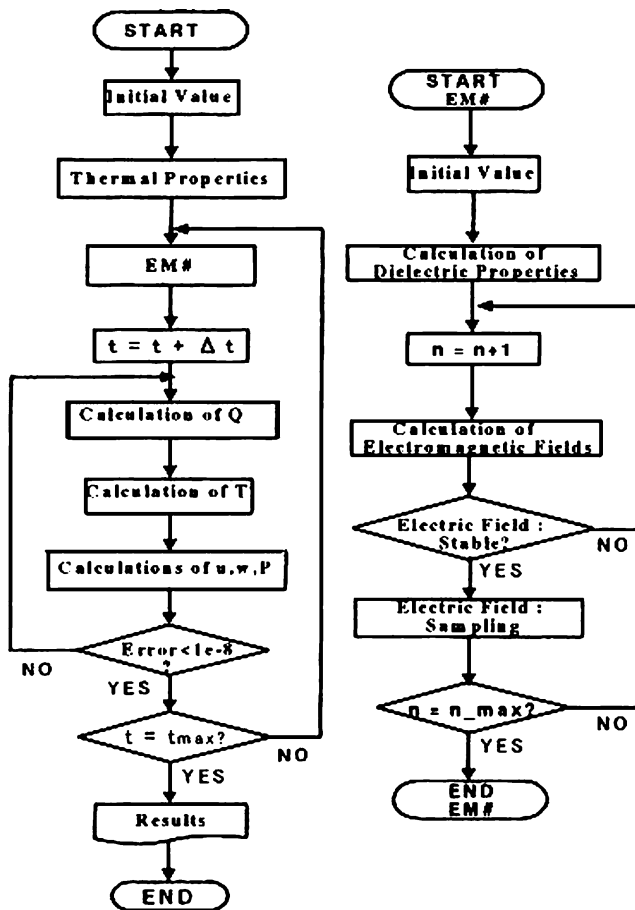 START
Initial Value
Thermal Properties
EM#
t = t + Δ t
Calculation of Q
Calculation of T
Calculations of u,w,P
Error<1e-8
?
NO
YES
t = tmax?
NO
YES
Results
END
START
EM#
Initial Value
Calculation of
Dielectric Properties
n = n+1
Calculation of
Electromagnetic Fields
Electric Field :
Stable?
NO
YES
Electric Field :
Sampling
n = n_max?
NO
YES
END
EM#